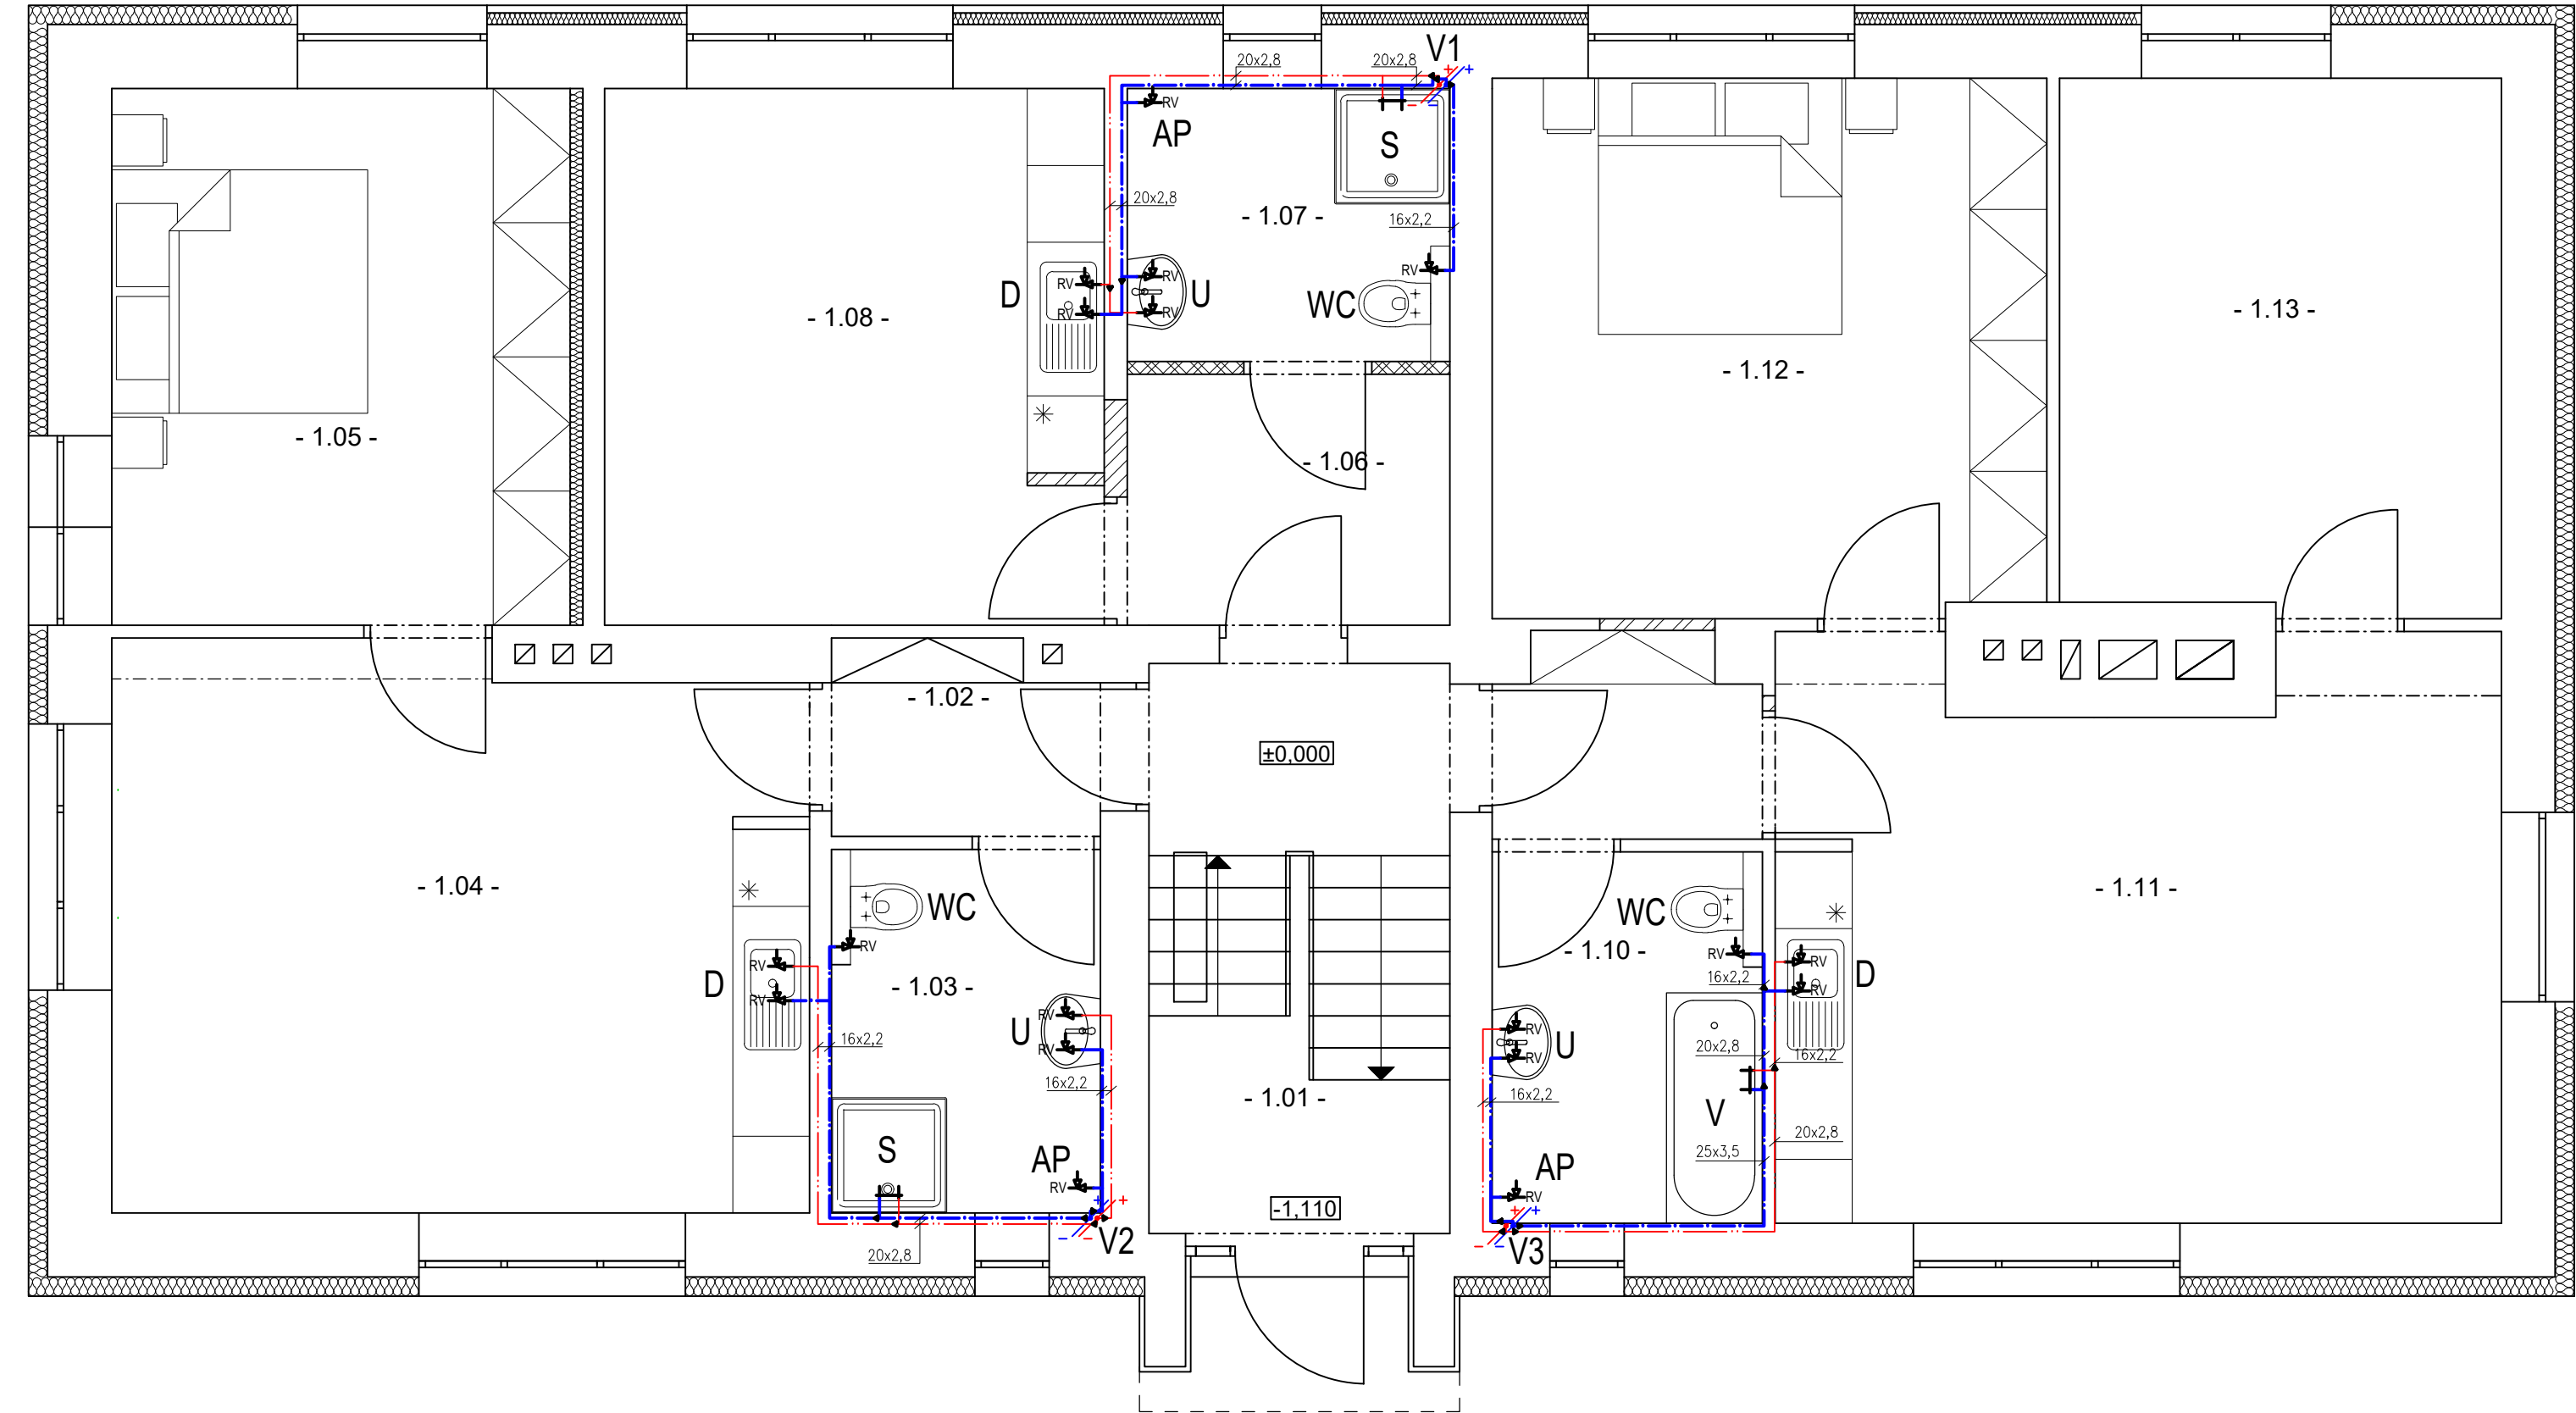 V1
20x2,8
20x2,8
+
+
RV
- -
AP
S
20x2,8
- 1.07 -
16x2,2
RV
RV
D
RV
U
RV
RV
WC
- 1.08 -
- 1.13 -
- 1.12 -
- 1.05 -
- 1.06 -
- 1.02 -
±0,000
- 1.04 -
- 1.11 -
WC
WC
RV
- 1.10 -
RV
RV
D
RV
D
16x2,2
RV
RV
- 1.03 -
RV
U
RV
RV
RV
U
16x2,2
20x2,8
16x2,2
16x2,2
16x2,2
- 1.01 -
V
20x2,8
S
AP
AP
25x3,5
RV
RV
+ +
+ +
-1,110
- -
V2
- -
V3
20x2,8